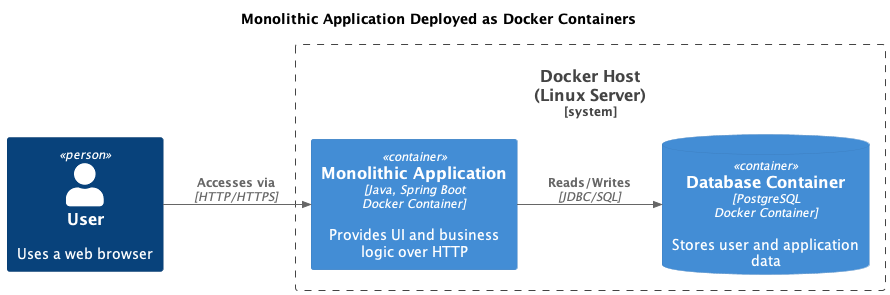 Monolithic Application Deployed as Docker Containers
Docker Host
(Linux Server)
[system]
«person»
User
Uses a web browser
Accesses via
[HTTP/HTTPS]
«container»
Monolithic Application
[Java, Spring Boot
Docker Container]
Provides UI and business
logic over HTTP
Reads/Writes
[JDBC/SQL]
«container»
Database Container
[PostgreSQL
Docker Container]
Stores user and application
data